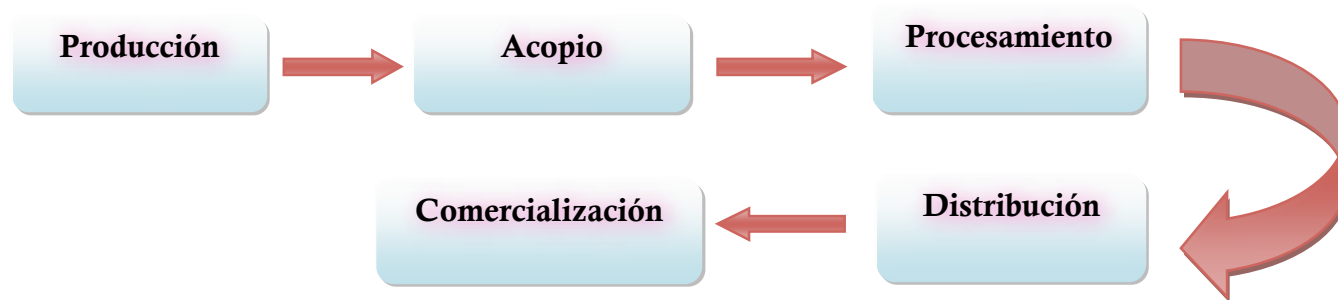 Producción
Acopio
Procesamiento
Distribución
Comercialización